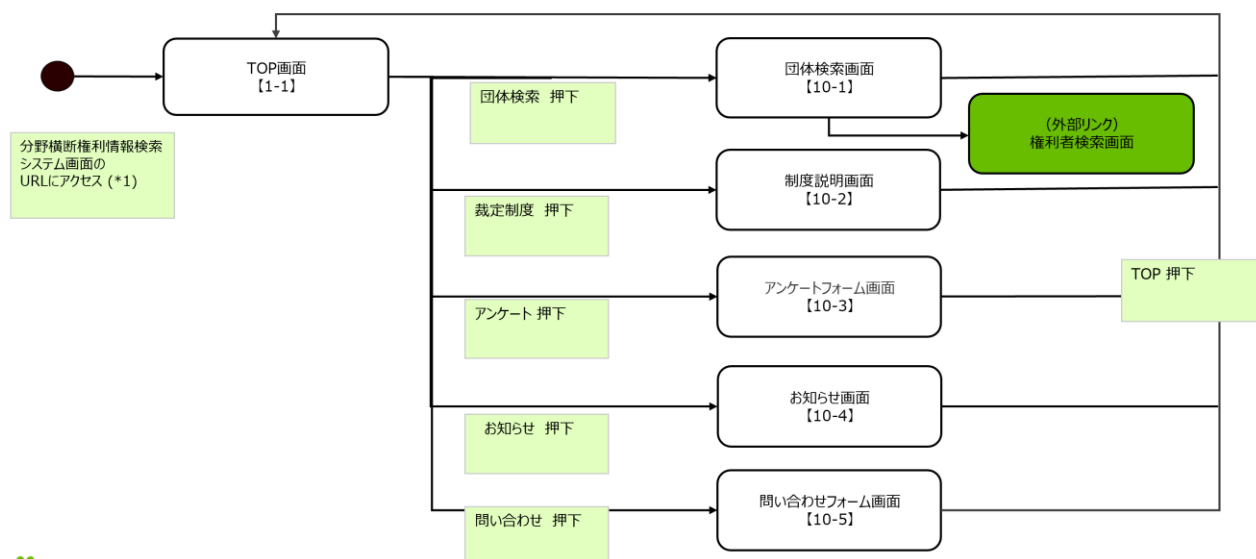 TOP画面
【1-1】
分野横断権利情報検索
システム画面の
URLにアクセス (*1)
団体検索 押下
団体検索画面
【10-1】
(外部リンク)
権利者検索画面
裁定制度 押下
制度説明画面
【10-2】
アンケート 押下
アンケートフォーム画面
【10-3】
TOP 押下
お知らせ 押下
お知らせ画面
【10-4】
問い合わせ 押下
問い合わせフォーム画面
【10-5】